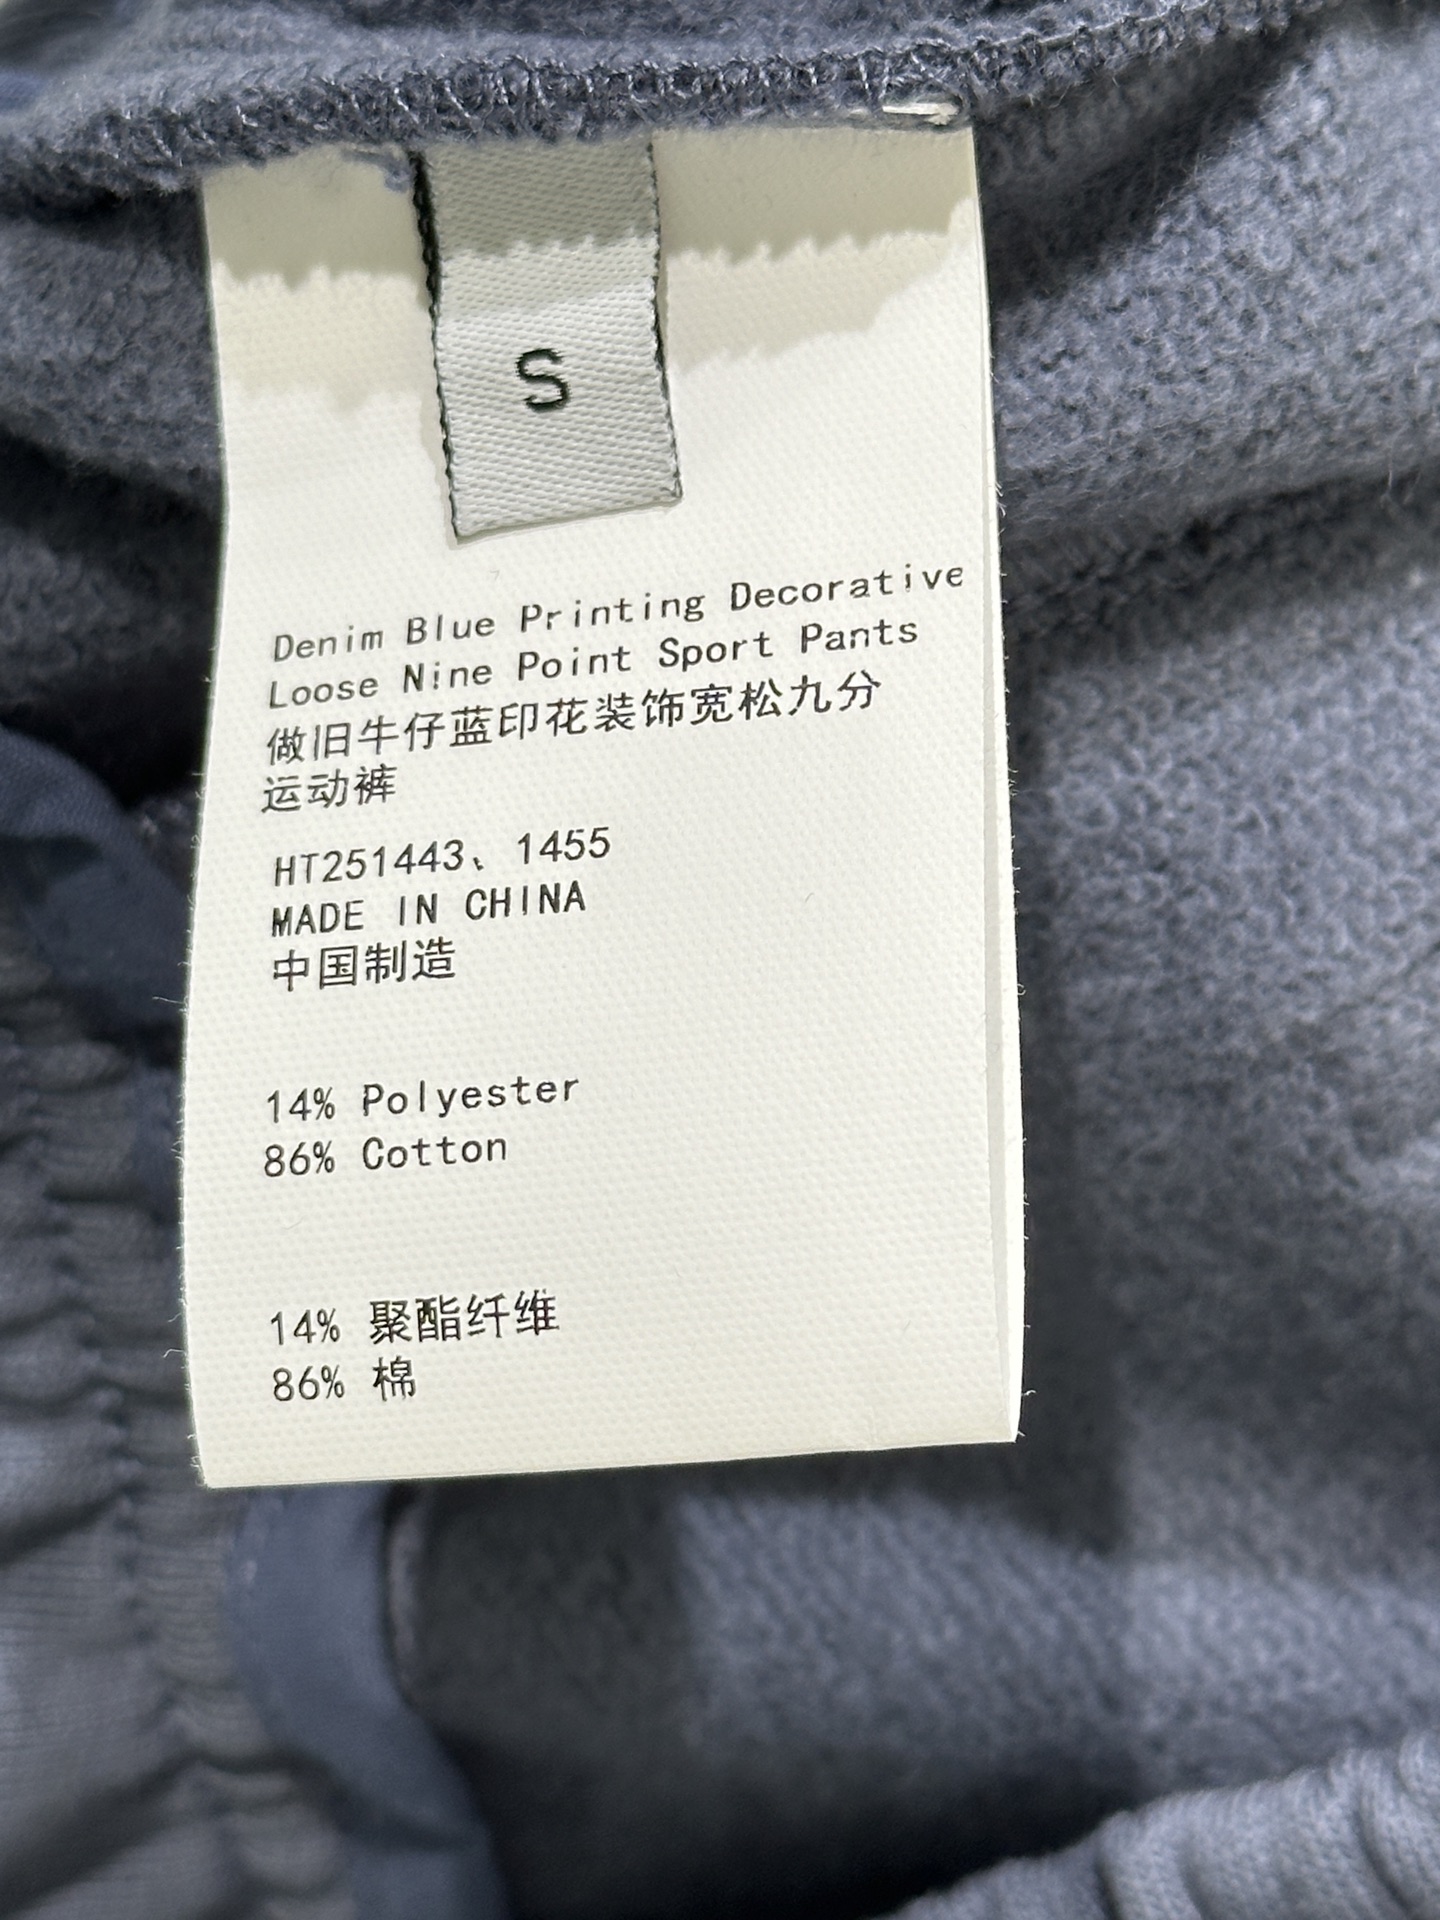 S
Denim Blue Printing Decorative
Loose Nine Point Sport Pants
做旧牛仔蓝印花装饰宽松九分
运动裤
HT251443、1455
MADE IN CHINA
中国制造
14% Polyester
86% Cotton
14% 聚酯纤维
86% 棉